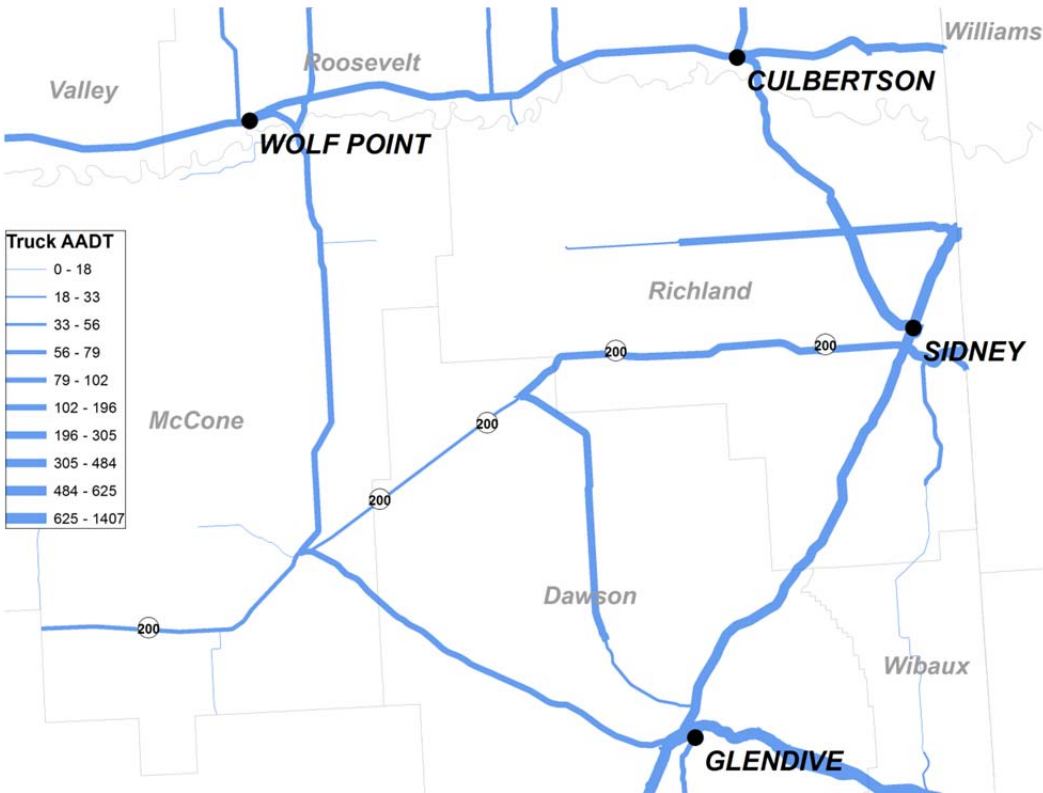 Williams
Roosevelt
Valley
CULBERTSON
WOLF POINT
Truck AADT
0 - 18
18 - 33
33 - 56
56 - 79
79 - 102
102 - 196
196 - 305
305 - 484
484 - 625
625 - 1407
Richland
200
200
SIDNEY
McCone
200
200
Dawson
200
Wibaux
GLENDIVE